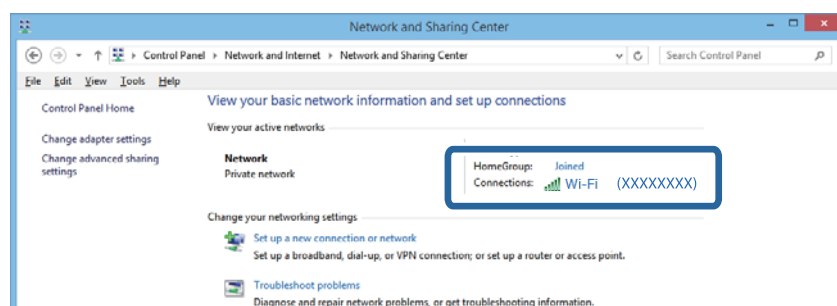 Network and Sharing Center
Control Panel Network and Internet Network and Sharing Center Search Control Panel
File Edit View Tools Help
Control Panel Home
Change adapter settings
Change advanced sharing
settings
View your basic network information and set up connections
View your active networks
Network
Private network
HomeGroup: Joined
Connections: Wi-Fi (XXXXXXXX)
Change your networking settings
Set up a new connection or network
Set up a broadband, dial-up, or VPN connection; or set up a router or access point.
Troubleshoot problems
Diagnose and repair network problems, or get troubleshooting information.